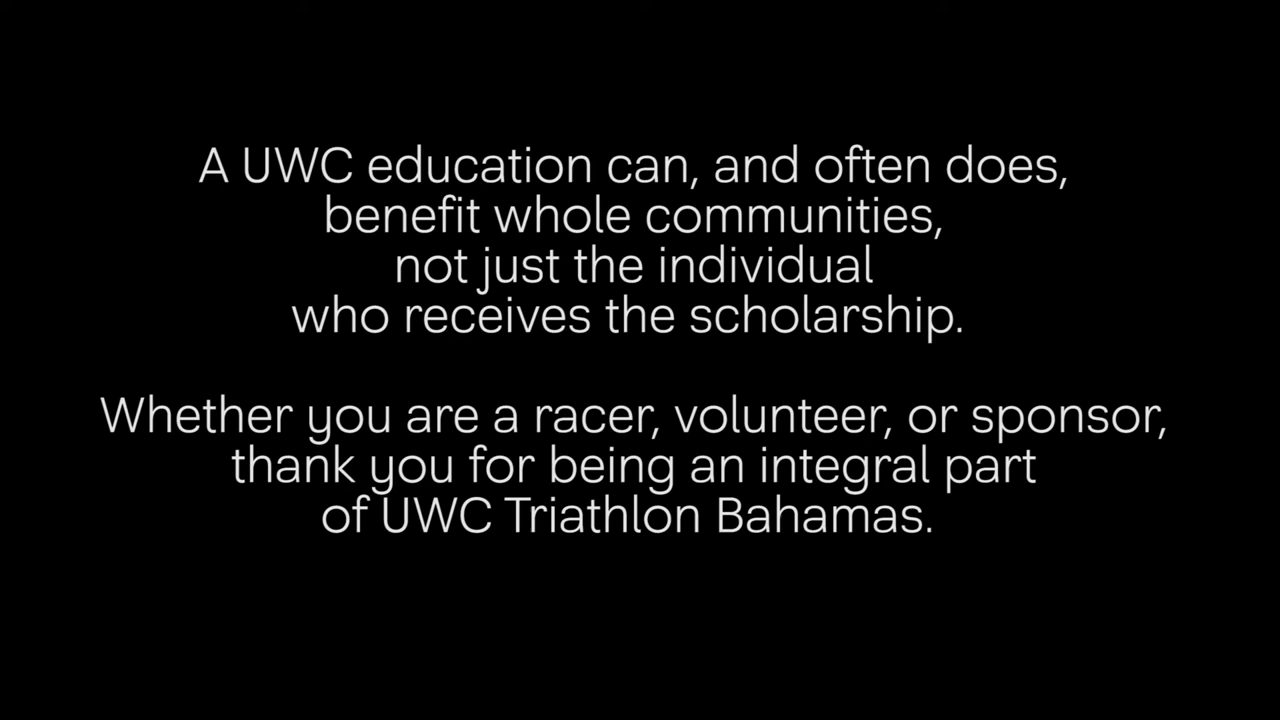 A UWC education can, and often does,
benefit whole communities,
not just the individual
who receives the scholarship.
Whether you are a racer, volunteer, or sponsor,
thank you for being an integral part
of UWC Triathlon Bahamas.